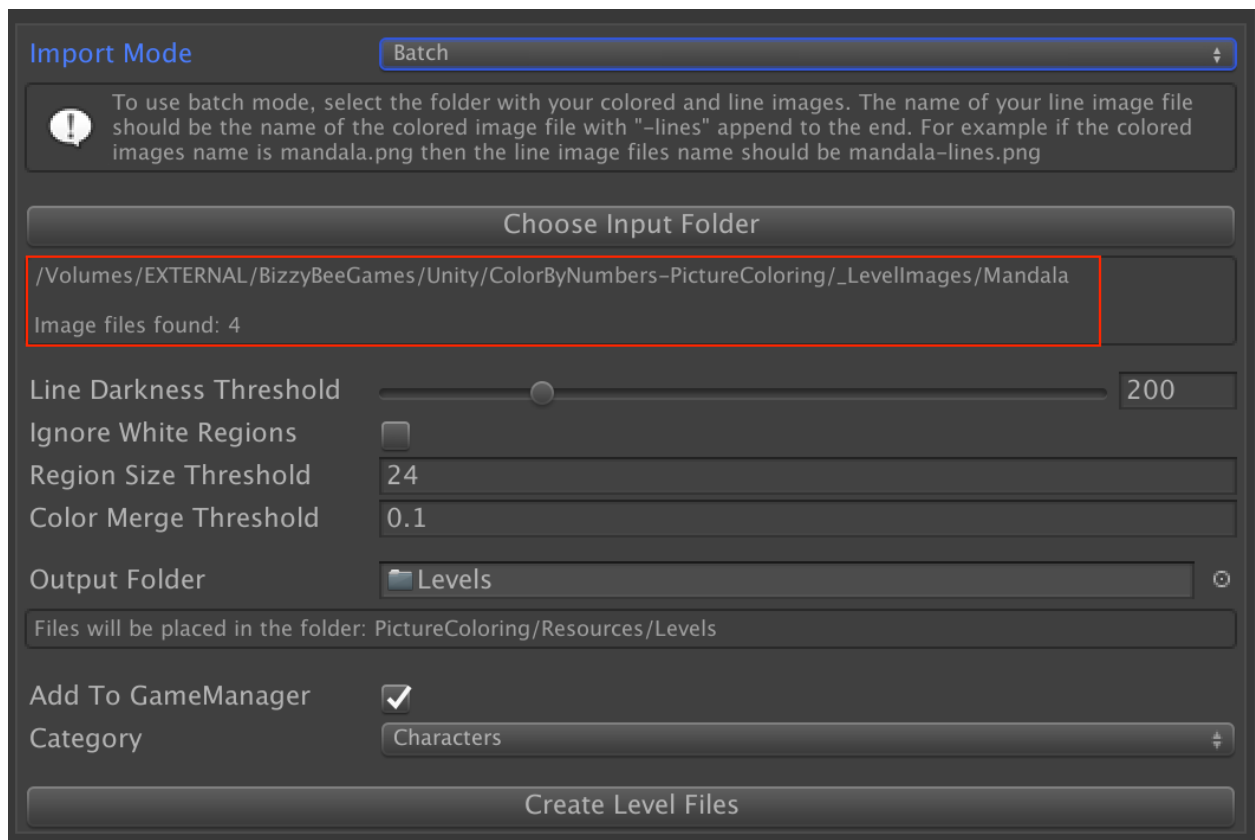 Import Mode Batch
To use batch mode, select the folder with your colored and line images. The name of your line image file
should be the name of the colored image file with "-lines" append to the end. For example if the colored
images name is mandala.png then the line image files name should be mandala-lines.png
Choose Input Folder
/Volumes/EXTERNAL/BizzyBeeGames/Unity/ColorByNumbers-PictureColoring/_LevelImages/Mandala
Image files found: 4
Line Darkness Threshold 200
Ignore White Regions
Region Size Threshold 24
Color Merge Threshold 0.1
Output Folder Levels
Files will be placed in the folder: PictureColoring/Resources/Levels
Add To GameManager
Category Characters
Create Level Files